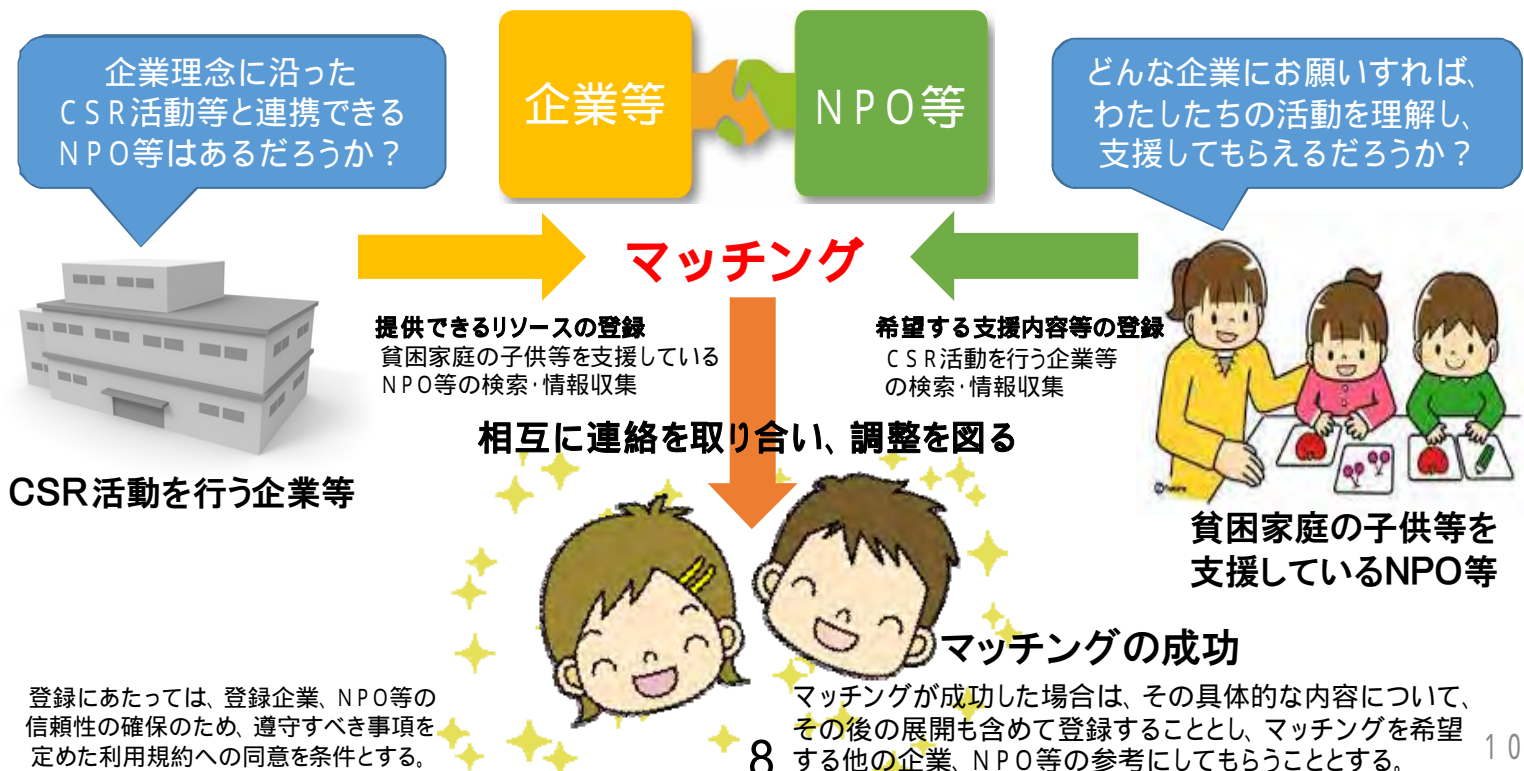 企業理念に沿った
CSR活動等と連携できる
NPO等はあるだろうか?
企業等
NPO等
どんな企業にお願いすれば、
わたしたちの活動を理解し、
支援してもらえるだろうか?
マッチング
提供できるリソースの登録
貧困家庭の子供等を支援している
NPO等の検索・情報収集
希望する支援内容等の登録
CSR活動を行う企業等
の検索・情報収集
相互に連絡を取り合い、調整を図る
CSR活動を行う企業等
貧困家庭の子供等を
支援しているNPO等
マッチングの成功
登録にあたっては、登録企業、NPO等の
信頼性の確保のため、遵守すべき事項を
定めた利用規約への同意を条件とする。
マッチングが成功した場合は、その具体的な内容について、
その後の展開も含めて登録することとし、マッチングを希望
する他の企業、NPO等の参考にしてもらうこととする。
8
10